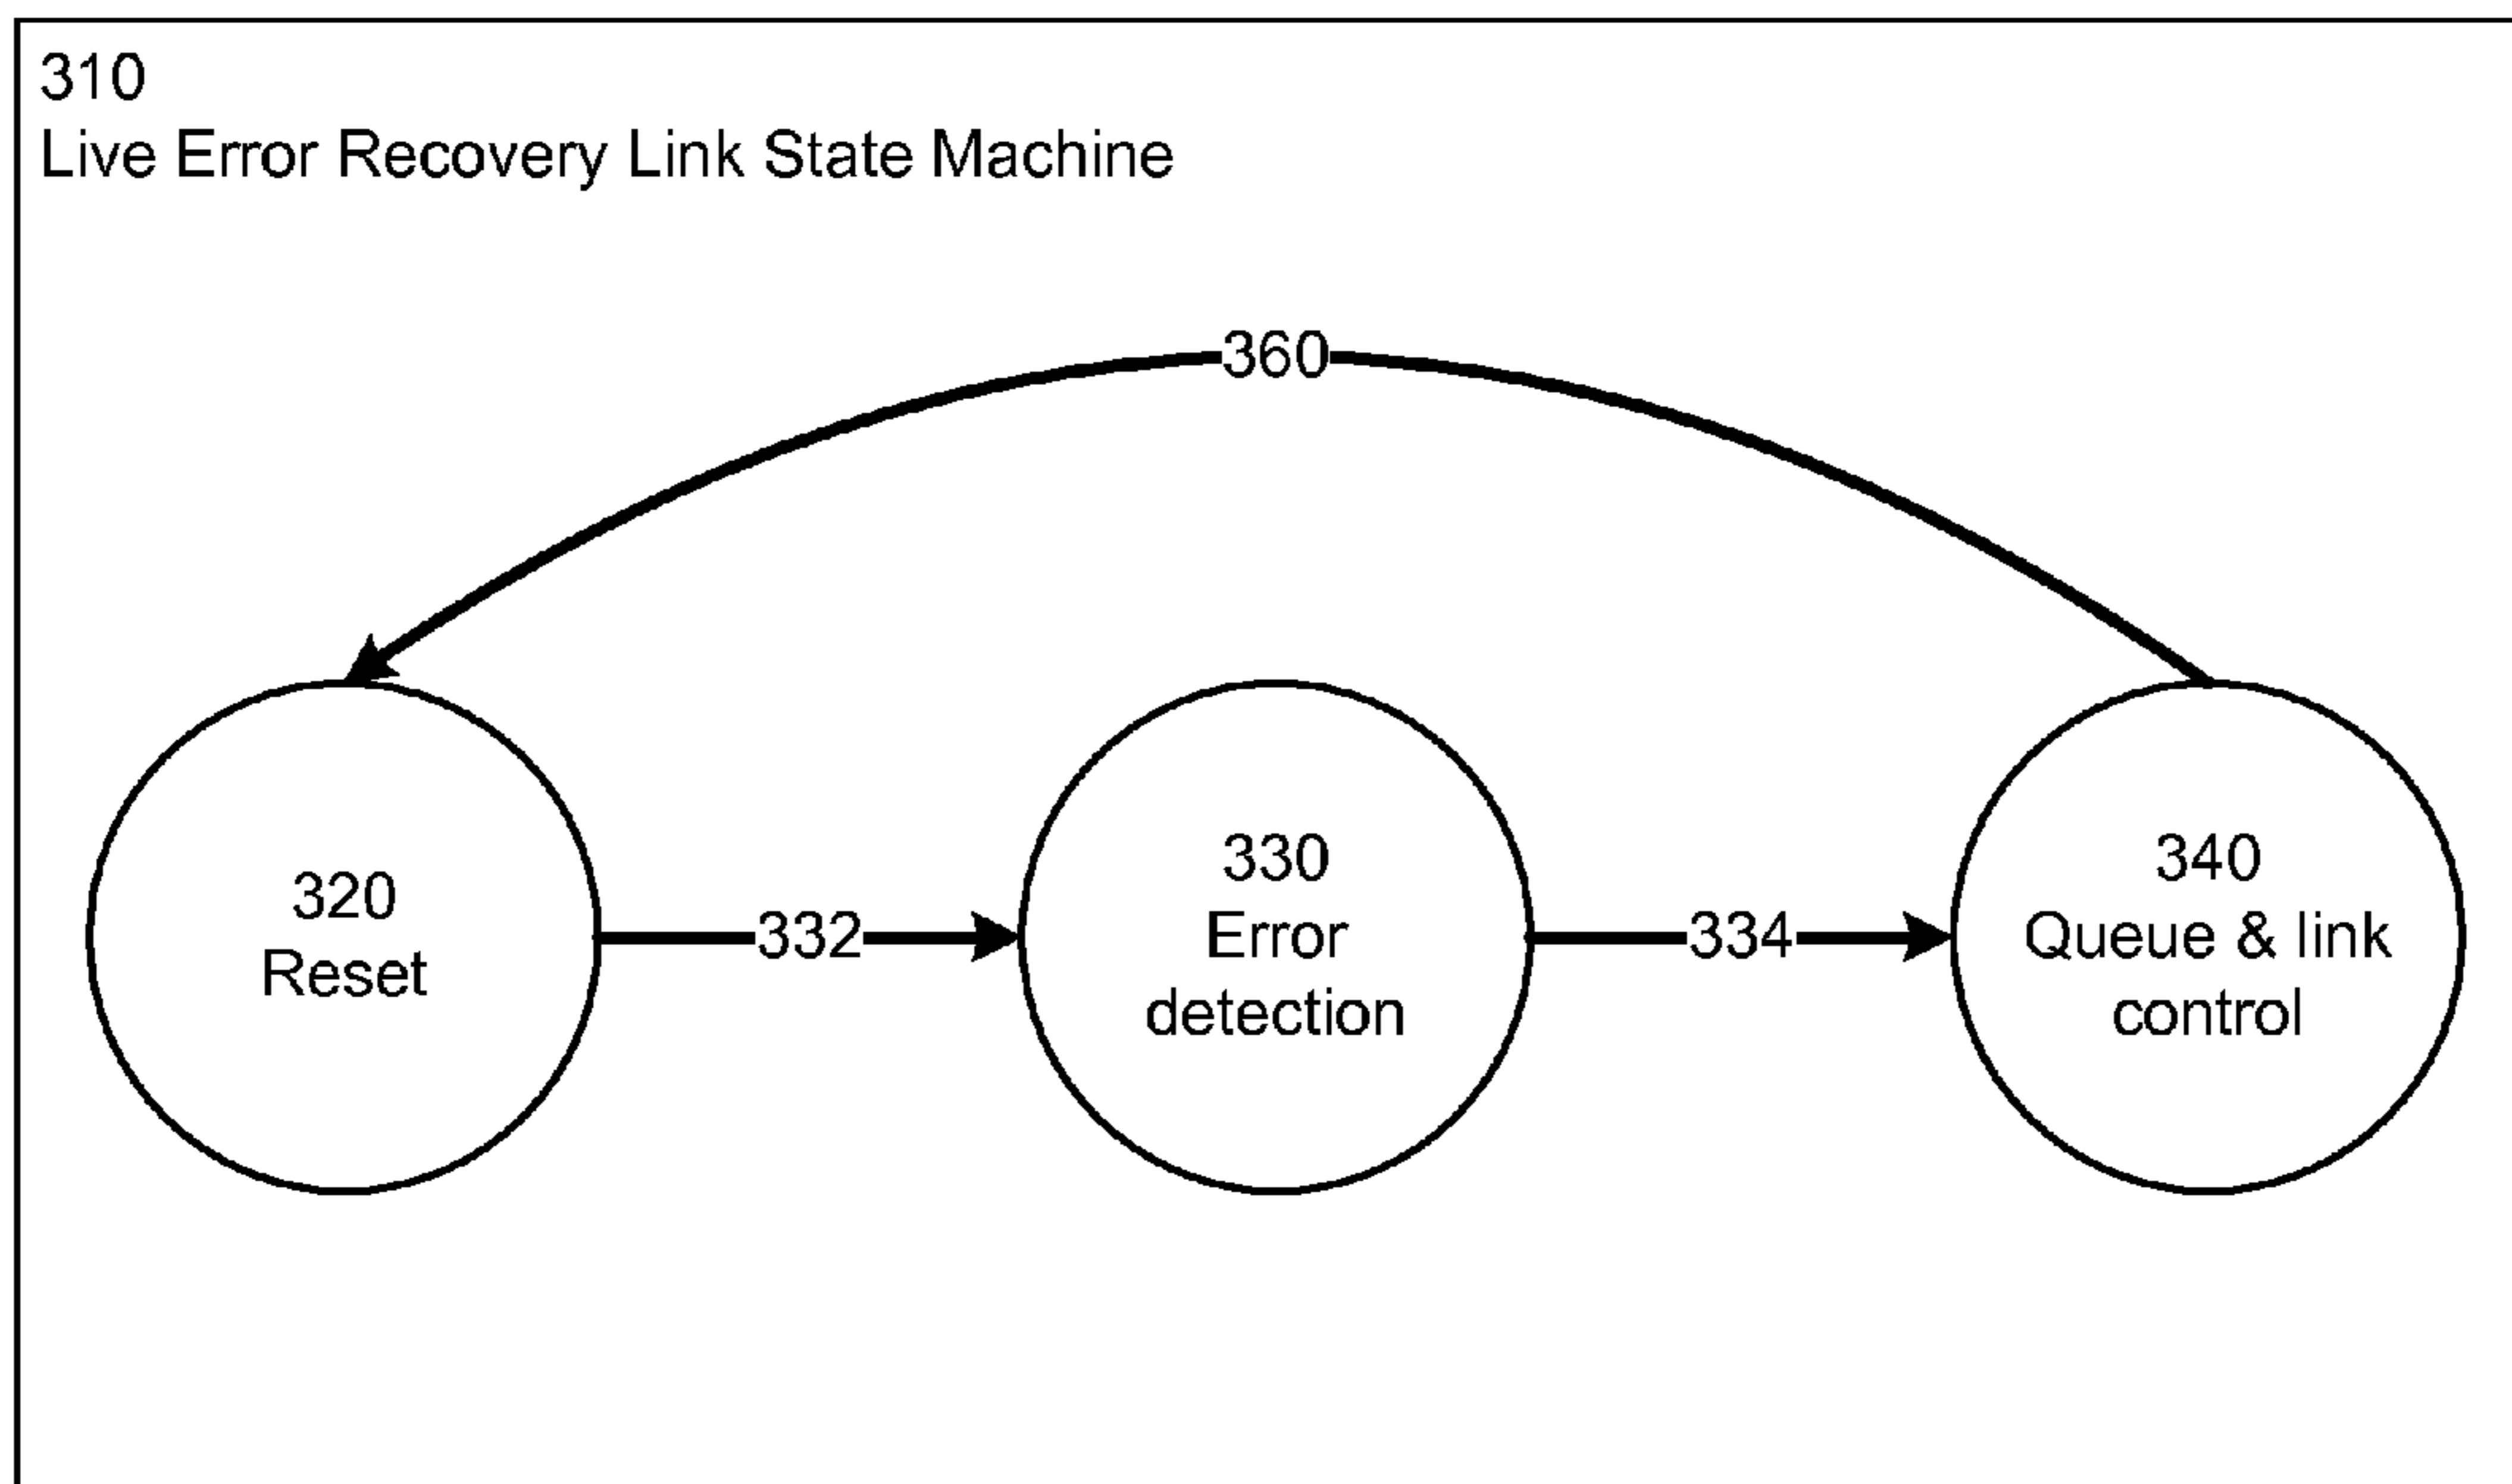 310
Live Error Recovery Link State Machine
360
320
Reset
332
330
Error
detection
334
340
Queue & link
control